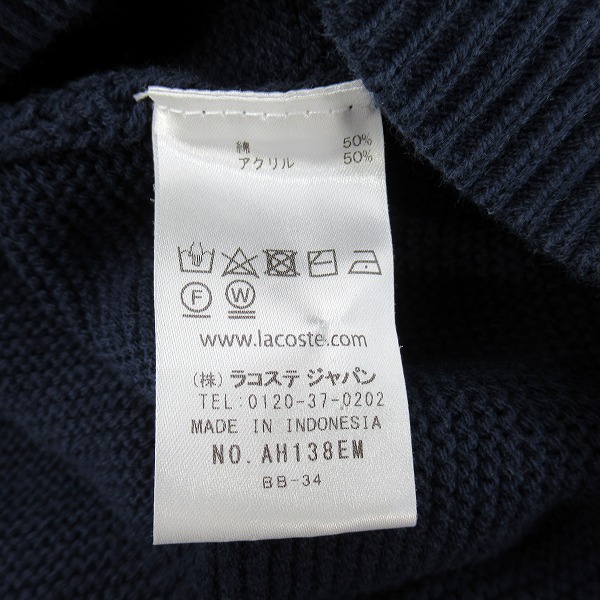 綿 50%
アクリル 50%
F W
www.lacoste.com
(株) ラコステ ジャパン
TEL:0120-37-0202
MADE IN INDONESIA
NO.AH138EM
BB-34